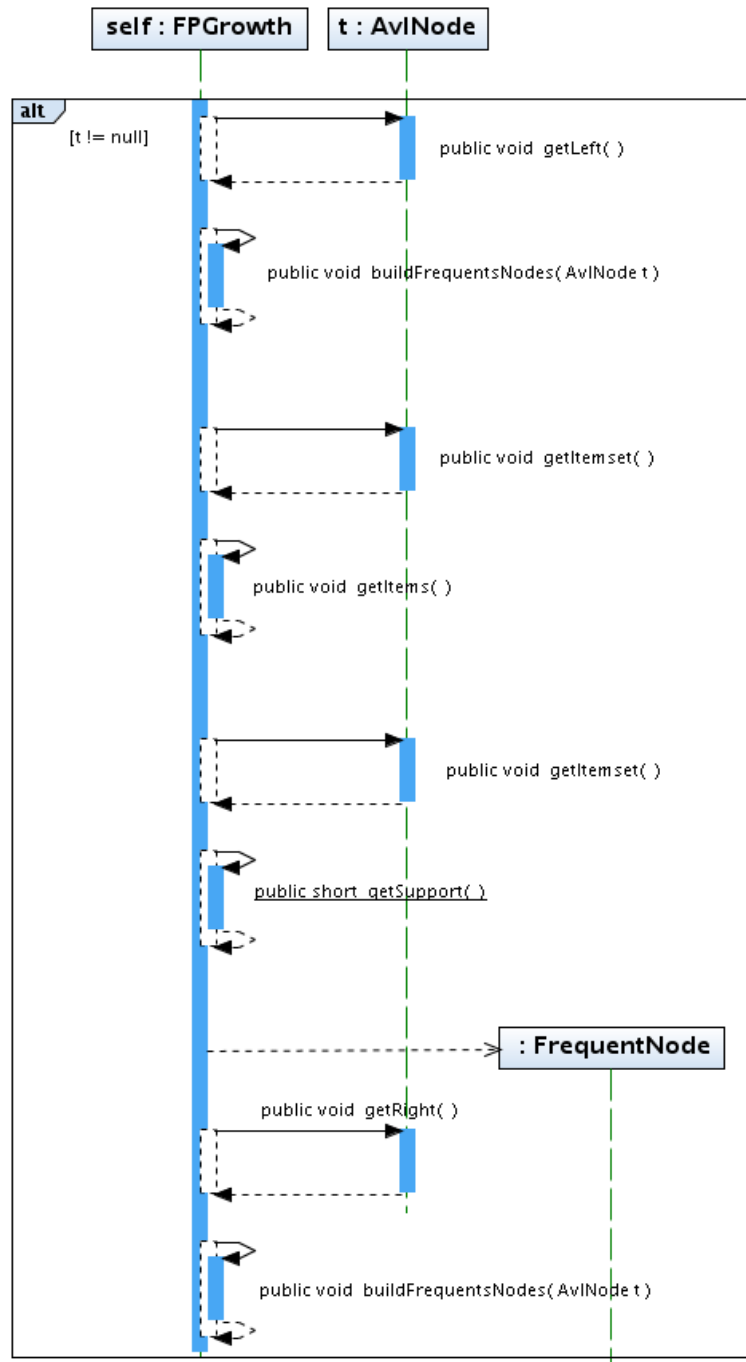 self : FPGrowth
t : AvlNode
alt
[t != null]
public void getLeft( )
public void buildFrequentsNodes( AvlNode t )
public void getItemset( )
public void getItems( )
public void getItemset( )
public short getSupport( )
: FrequentNode
public void getRight( )
public void buildFrequentsNodes( AvlNode t )